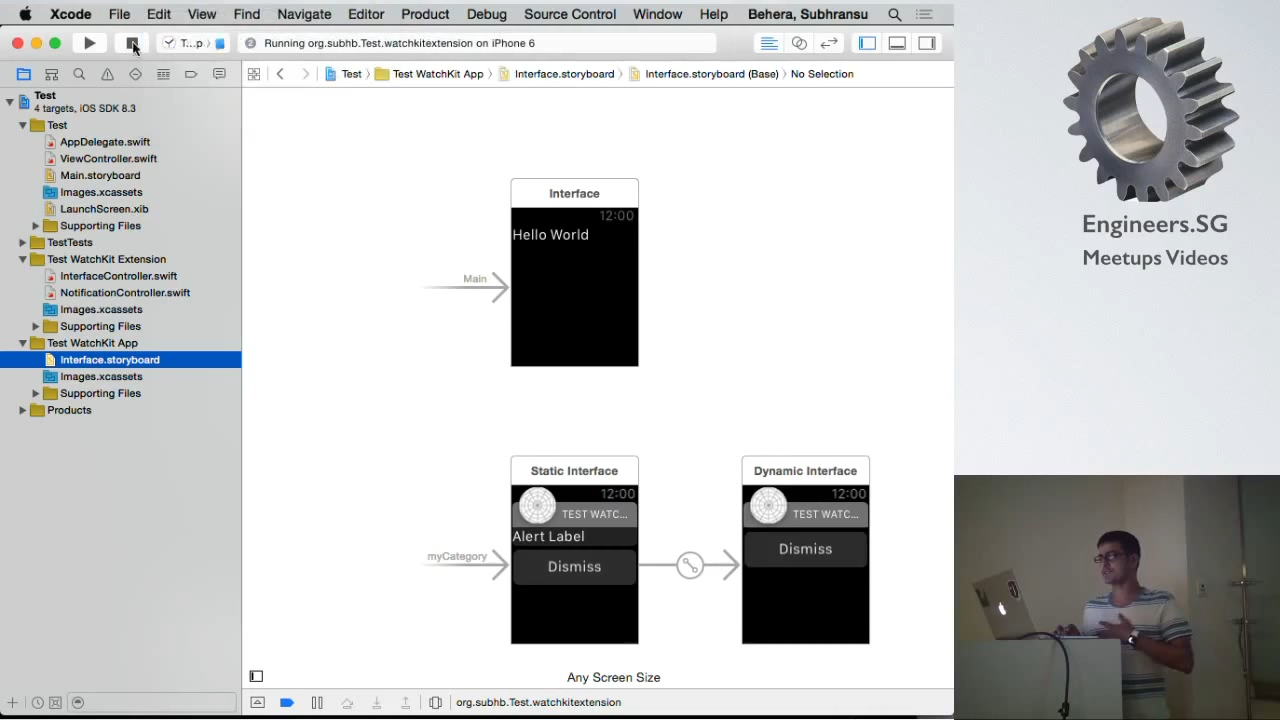 Xcode File Edit View Find Navigate Editor Product Debug Source Control Window Help Behera, Subhransu
T...p Running org.subhb.Test.watchkitextension on iPhone 6
Test Test WatchKit App Interface.storyboard Interface.storyboard (Base) No Selection
Test
4 targets, iOS SDK 8.3
Test
AppDelegate.swift
ViewController.swift
Main.storyboard
Images.xcassets
LaunchScreen.xib
Supporting Files
TestTests
Test WatchKit Extension
InterfaceController.swift
NotificationController.swift
Images.xcassets
Supporting Files
Test WatchKit App
Interface.storyboard
Images.xcassets
Supporting Files
Products
Interface
12:00
Hello World
Main
Static Interface
12:00
TEST WATC...
Alert Label
Dismiss
myCategory
Dynamic Interface
12:00
TEST WATC...
Dismiss
Any Screen Size
org.subhb.Test.watchkitextension
Engineers.SG
Meetups Videos